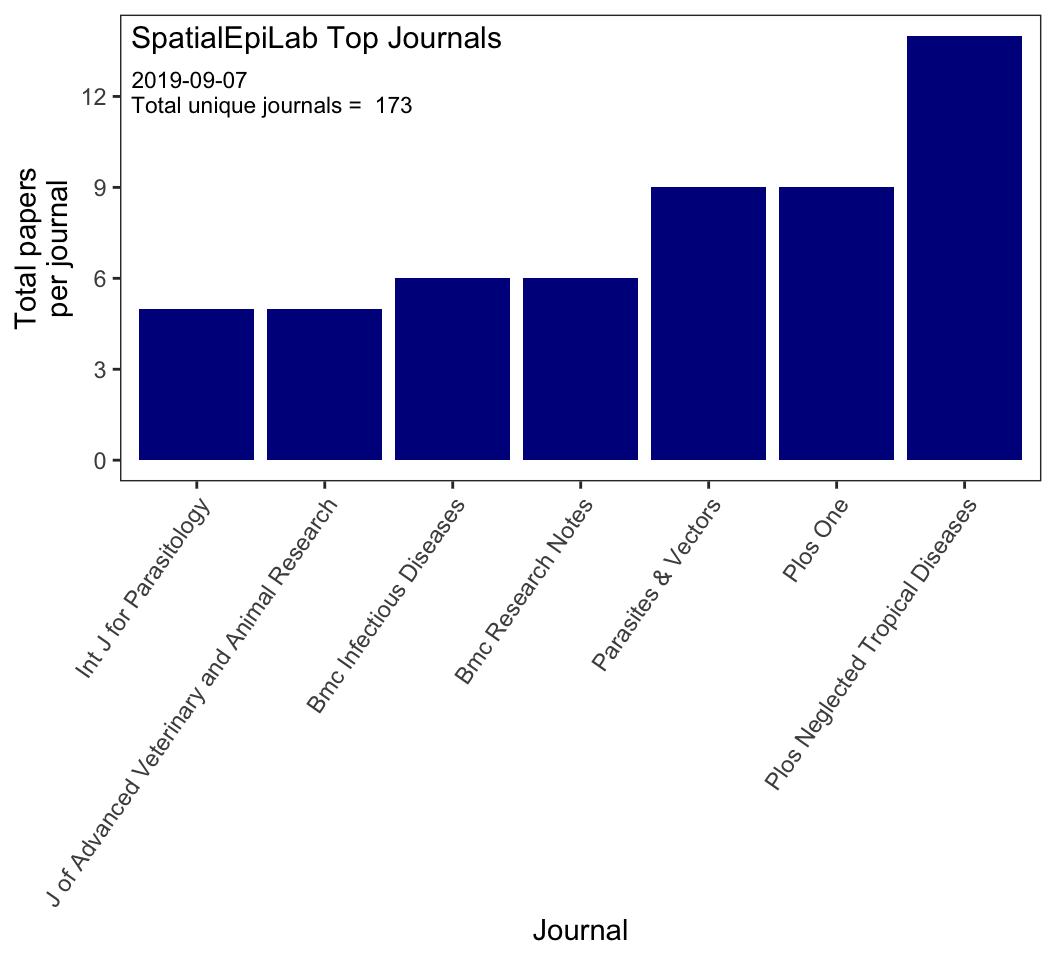 SpatialEpiLab Top Journals
2019-09-07
Total unique journals =  173
Total papers
per journal
12
9
6
3
0
Int J for Parasitology
J of Advanced Veterinary and Animal Research
Bmc Infectious Diseases
Bmc Research Notes
Parasites & Vectors
Plos One
Plos Neglected Tropical Diseases
Journal